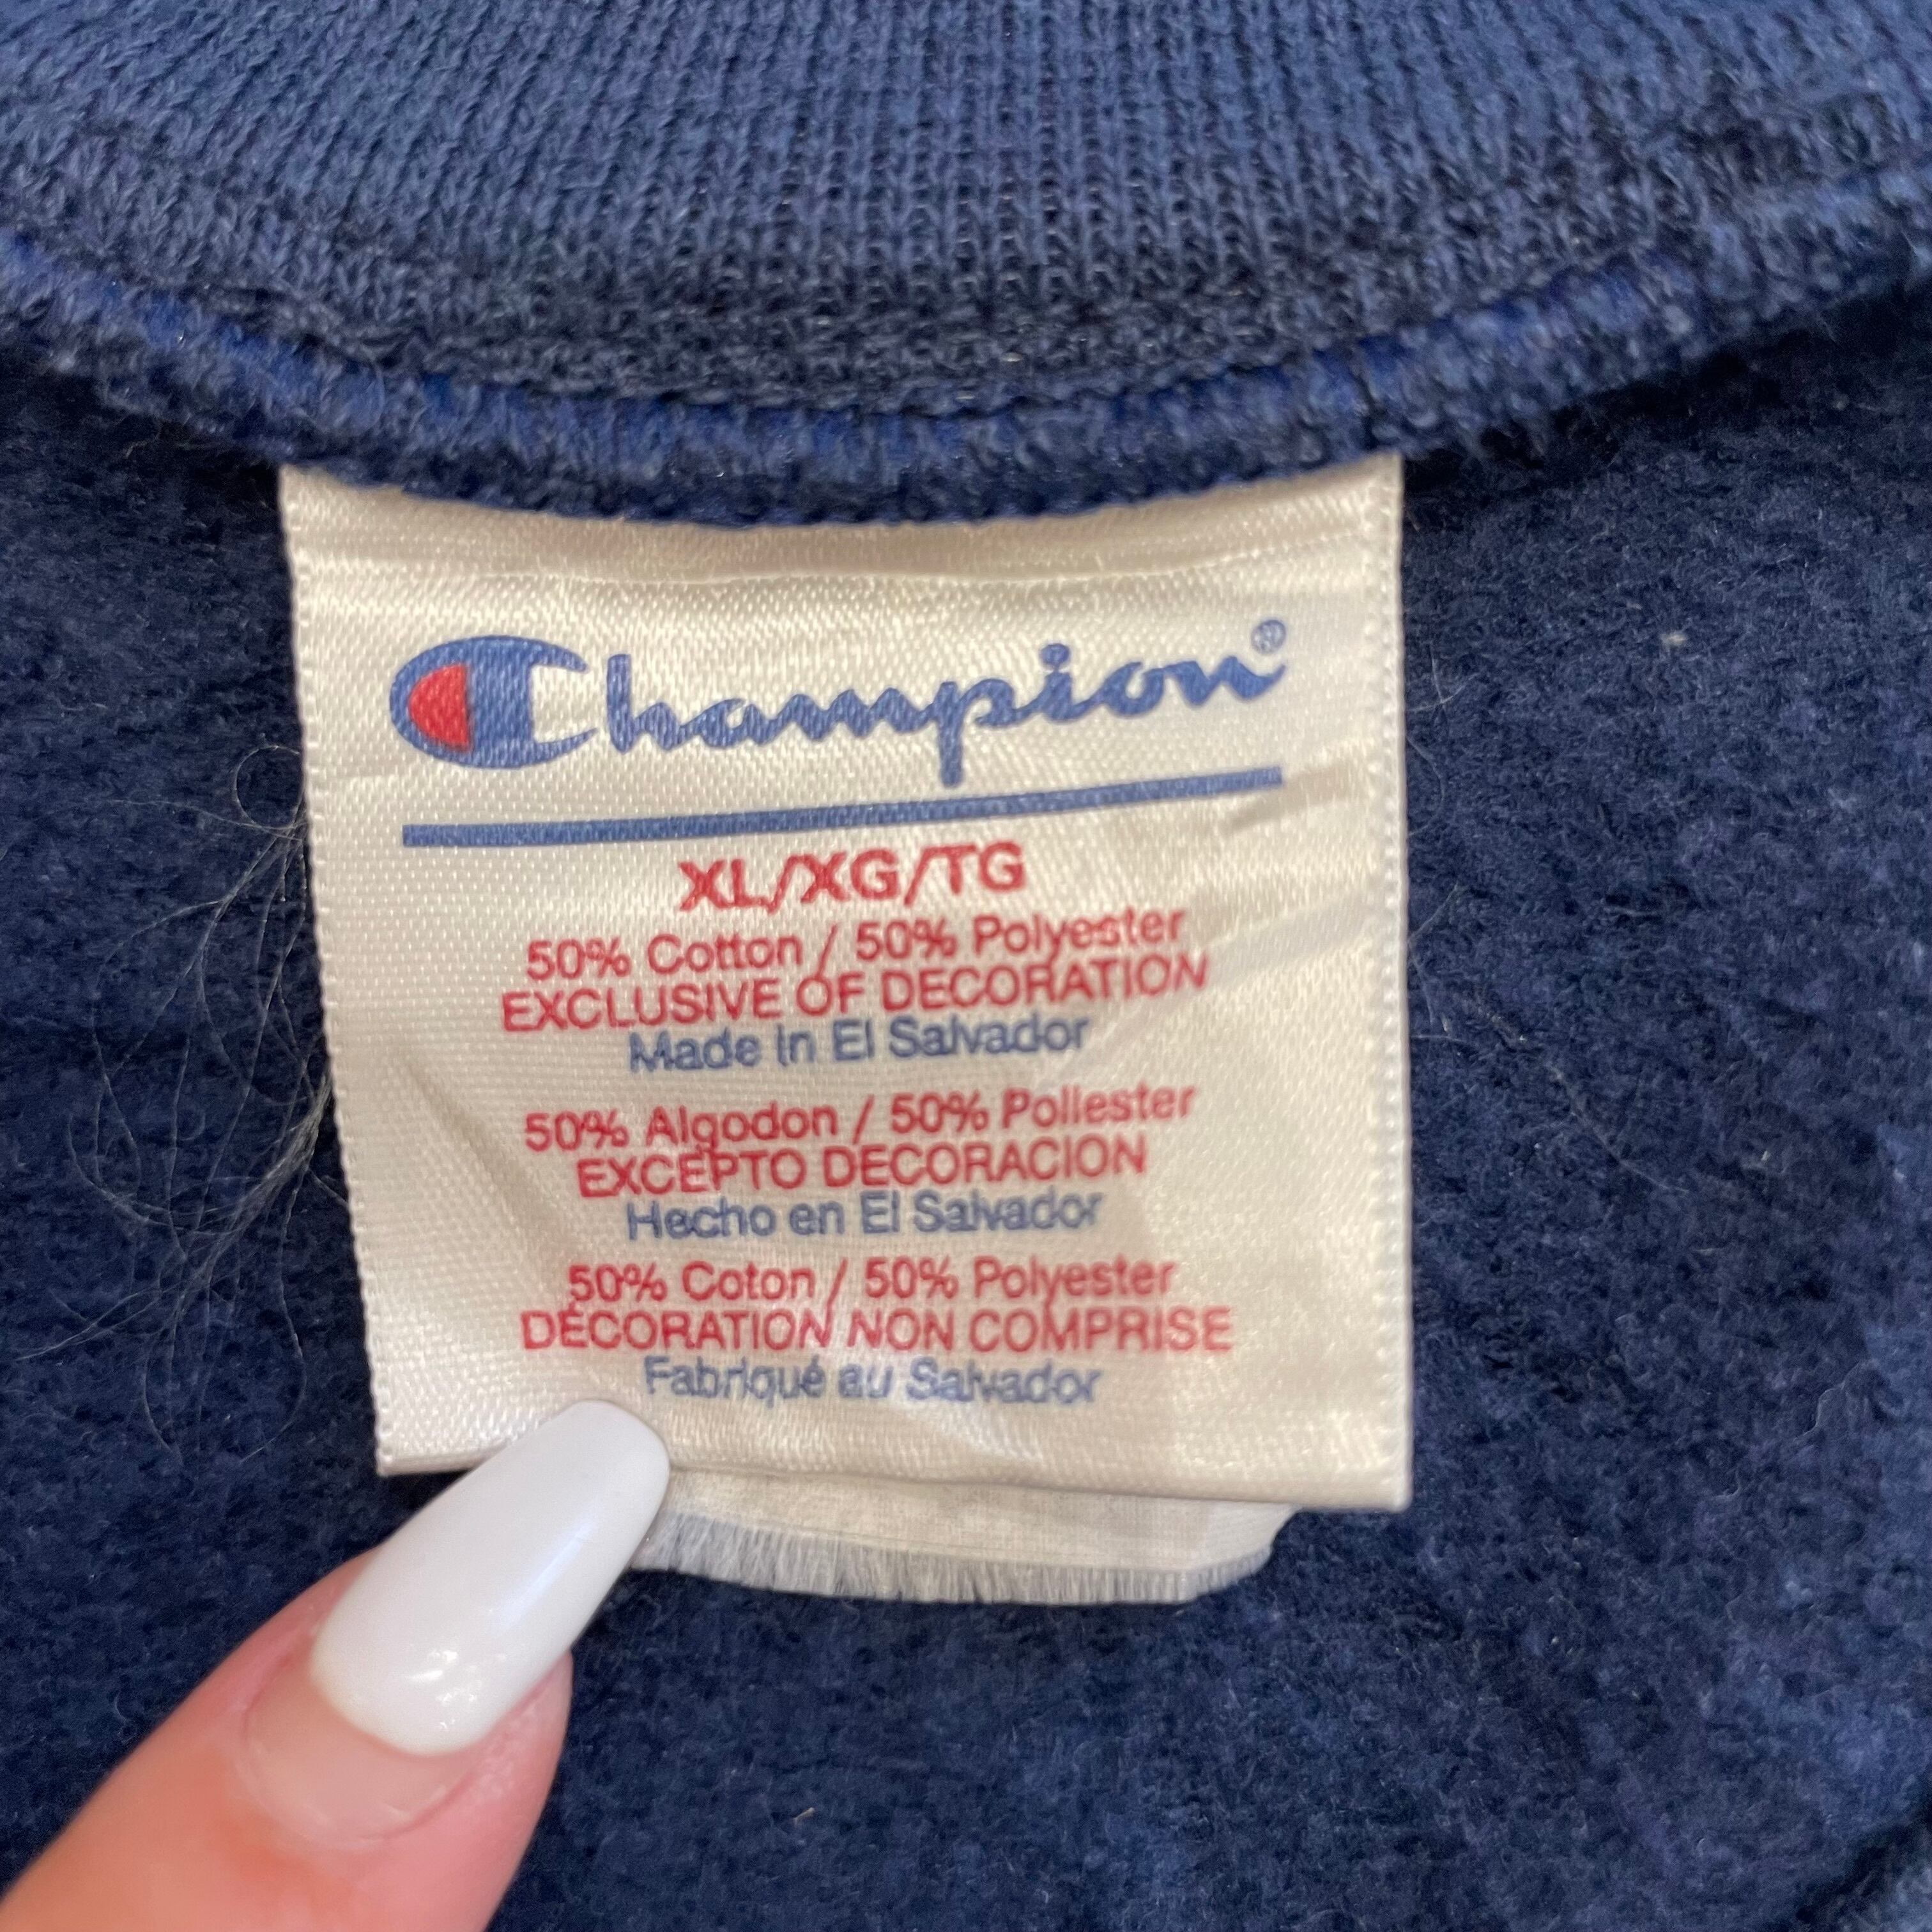 Champion®
XL/XG/TG
50% Cotton / 50% Polyester
EXCLUSIVE OF DECORATION
Made in El Salvador
50% Algodon / 50% Poliester
EXCEPTO DECORACION
Hecho en El Salvador
50% Coton / 50% Polyester
DÉCORATION NON COMPRISE
Fabriqué au Salvador